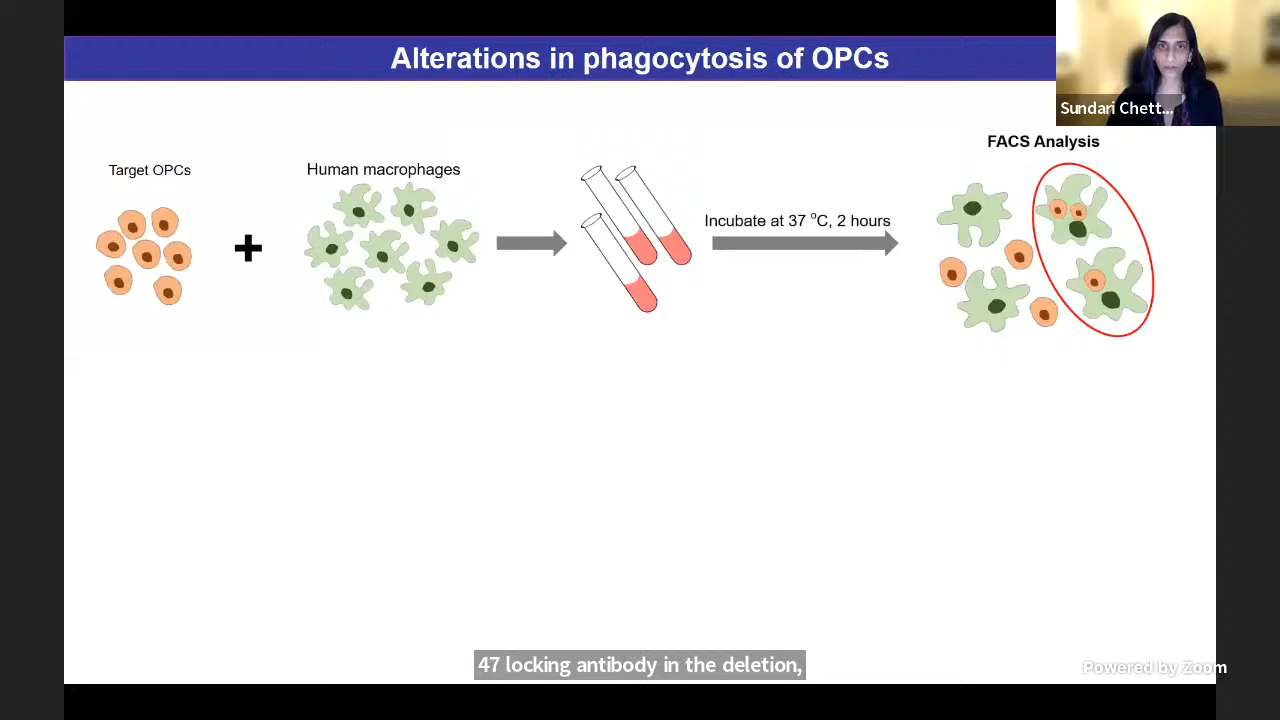 Alterations in phagocytosis of OPCs
Sundari Chett...
FACS Analysis
Target OPCs
Human macrophages
Incubate at 37 °C, 2 hours
47 locking antibody in the deletion,
Powered by Zoom